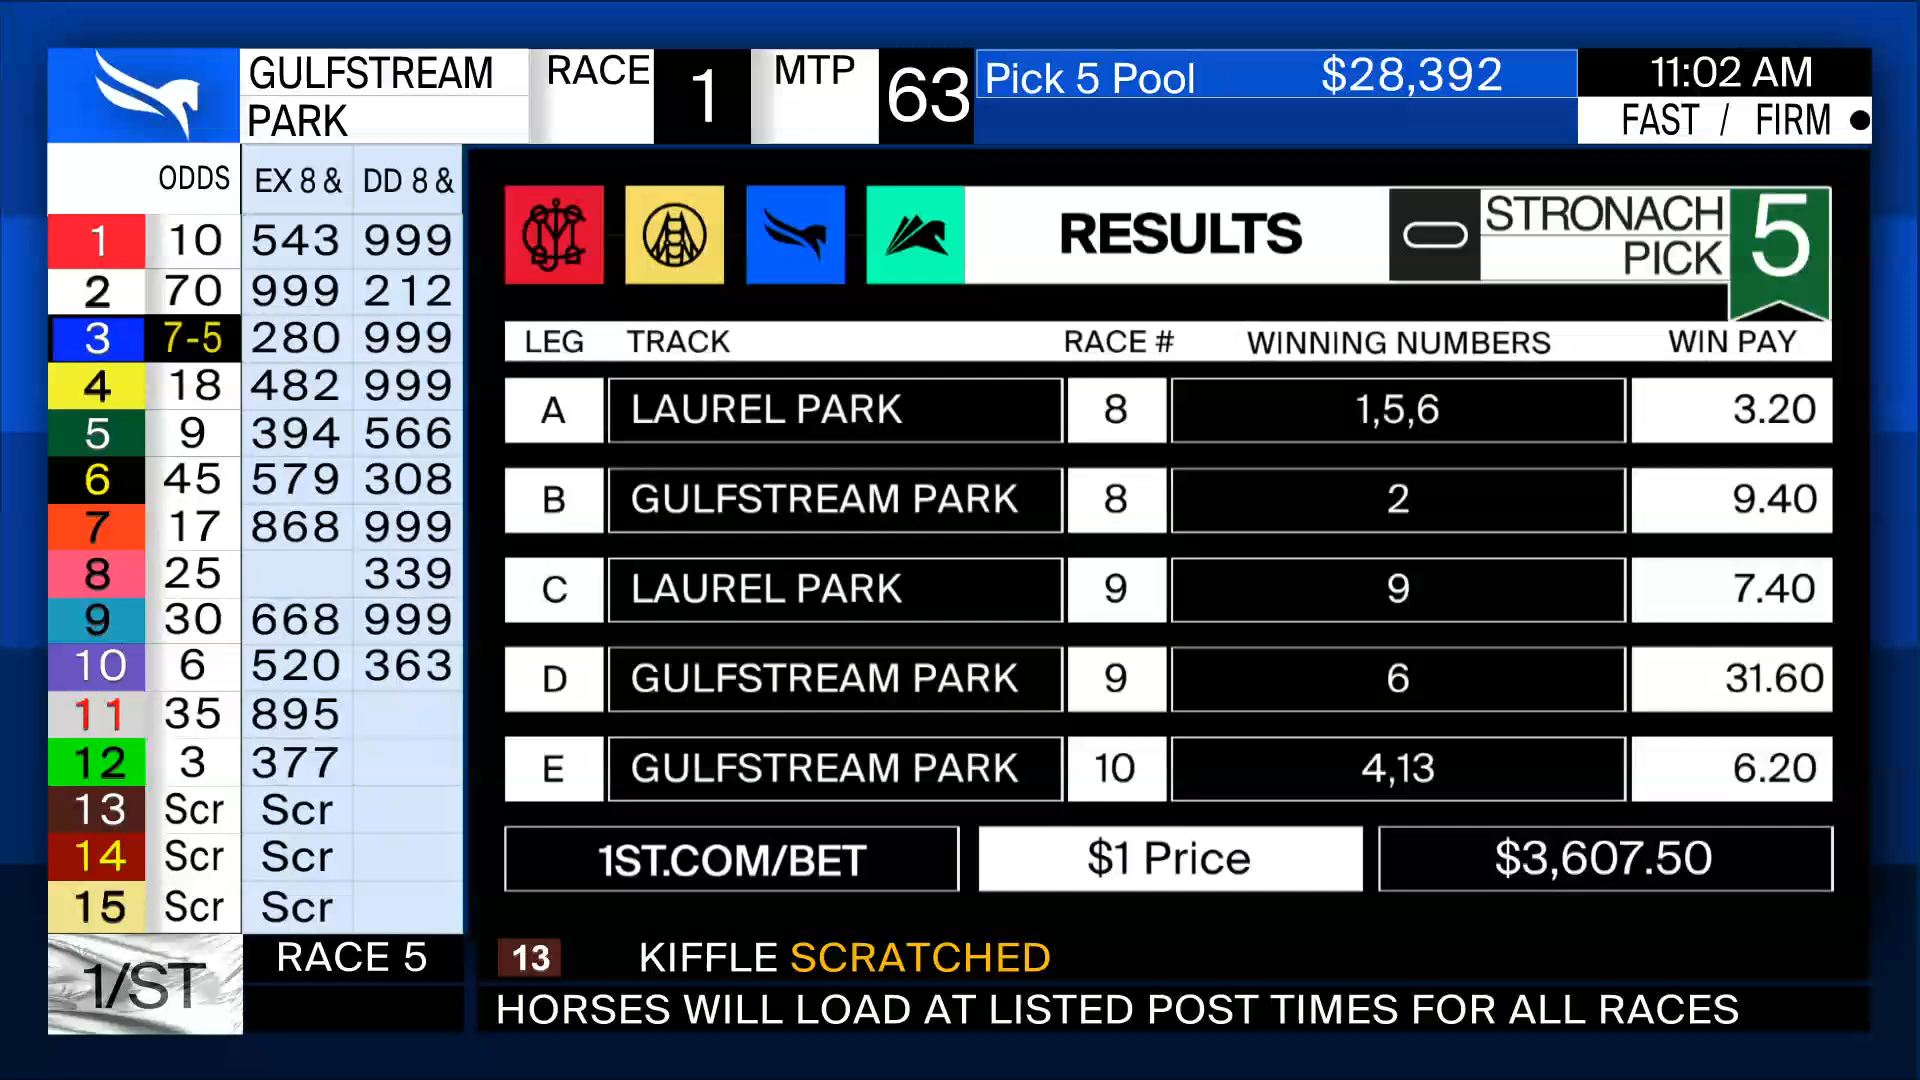 GULFSTREAM PARK RACE 1 MTP 63 Pick 5 Pool $28,392 11:02 AM
FAST / FIRM
ODDS EX 8 & DD 8 &
1 10 543 999
2 70 999 212
3 7-5 280 999
4 18 482 999
5 9 394 566
6 45 579 308
7 17 868 999
8 25 339
9 30 668 999
10 6 520 363
11 35 895
12 3 377
13 Scr Scr
14 Scr Scr
15 Scr Scr
1/ST RACE 5
RESULTS STRONACH PICK 5
LEG TRACK RACE # WINNING NUMBERS WIN PAY
A LAUREL PARK 8 1,5,6 3.20
B GULFSTREAM PARK 8 2 9.40
C LAUREL PARK 9 9 7.40
D GULFSTREAM PARK 9 6 31.60
E GULFSTREAM PARK 10 4,13 6.20
1ST.COM/BET $1 Price $3,607.50
13 KIFFLE SCRATCHED
HORSES WILL LOAD AT LISTED POST TIMES FOR ALL RACES